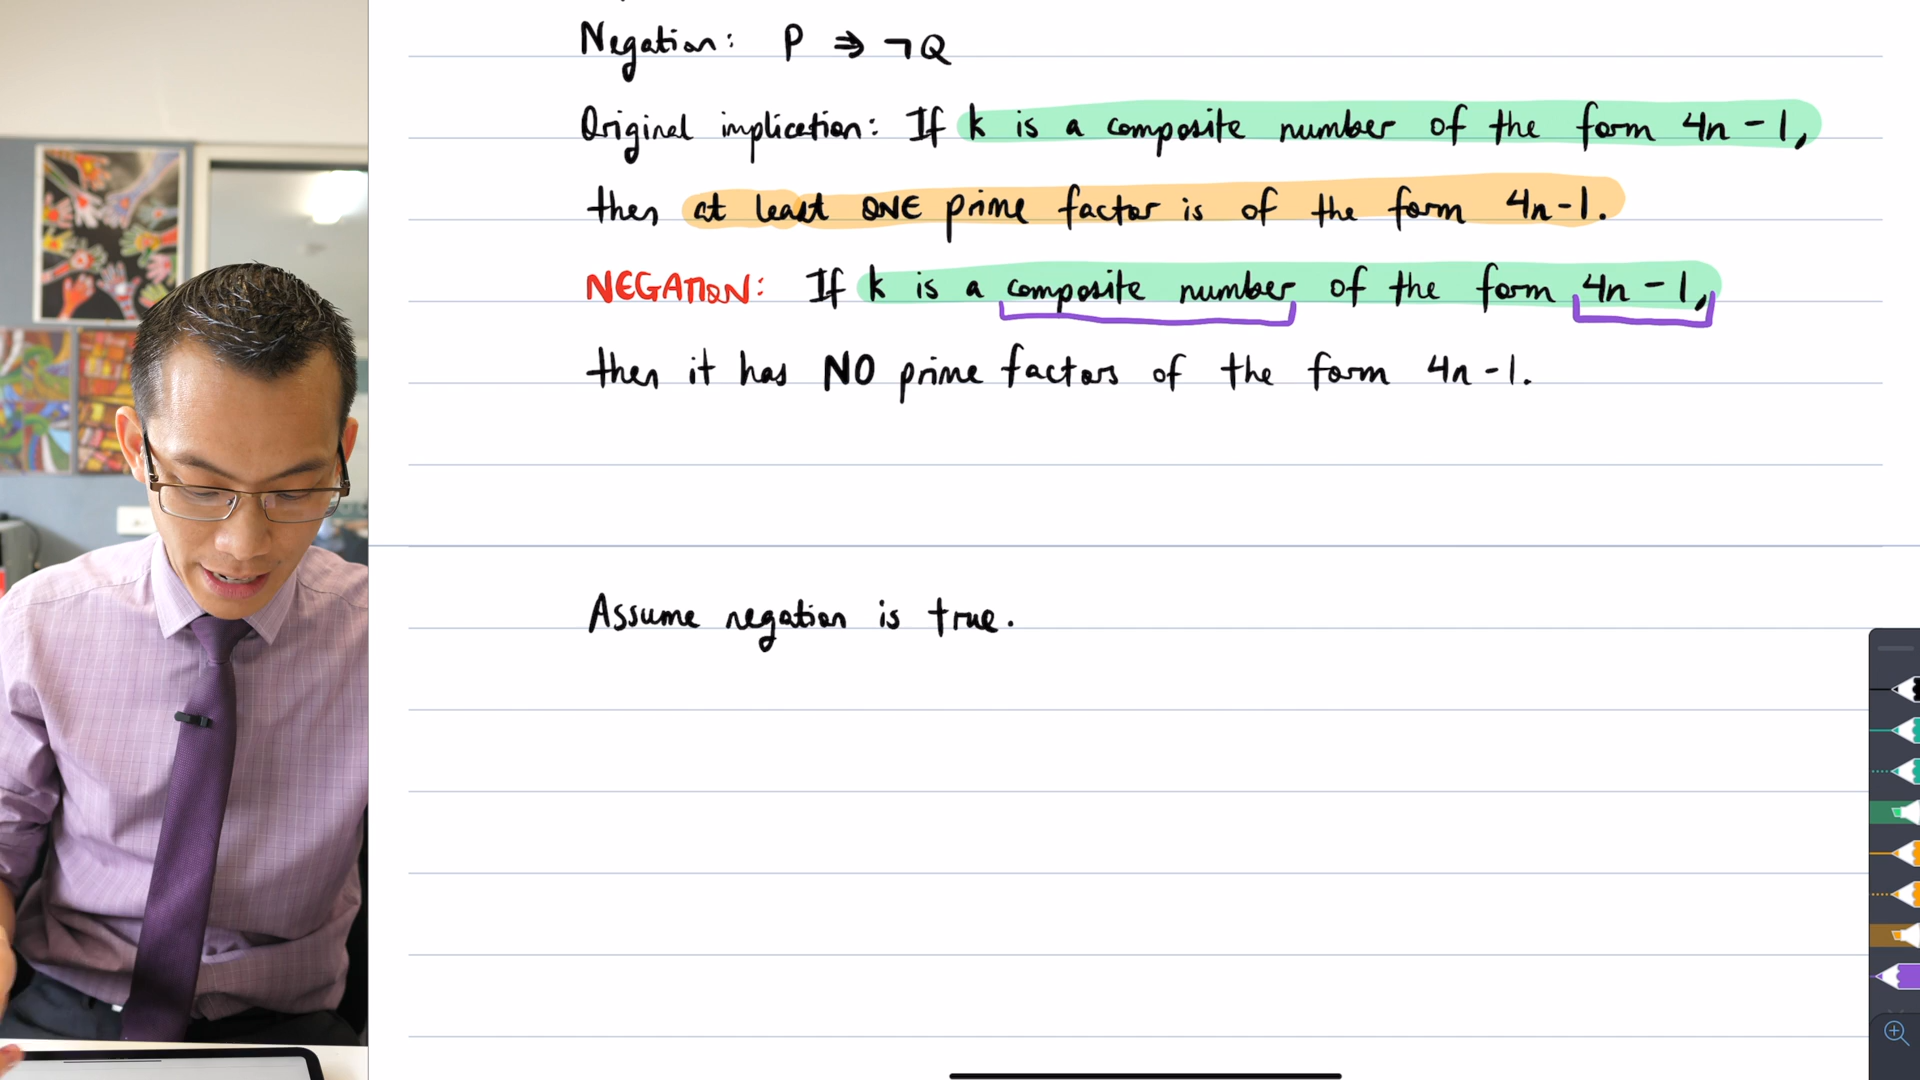 Negation: P ⇒ ¬Q
Original implication: If k is a composite number of the form 4n - 1,
then at least ONE prime factor is of the form 4n-1.
NEGATION: If k is a composite number of the form 4n - 1,
then it has NO prime factors of the form 4n-1.
Assume negation is true.